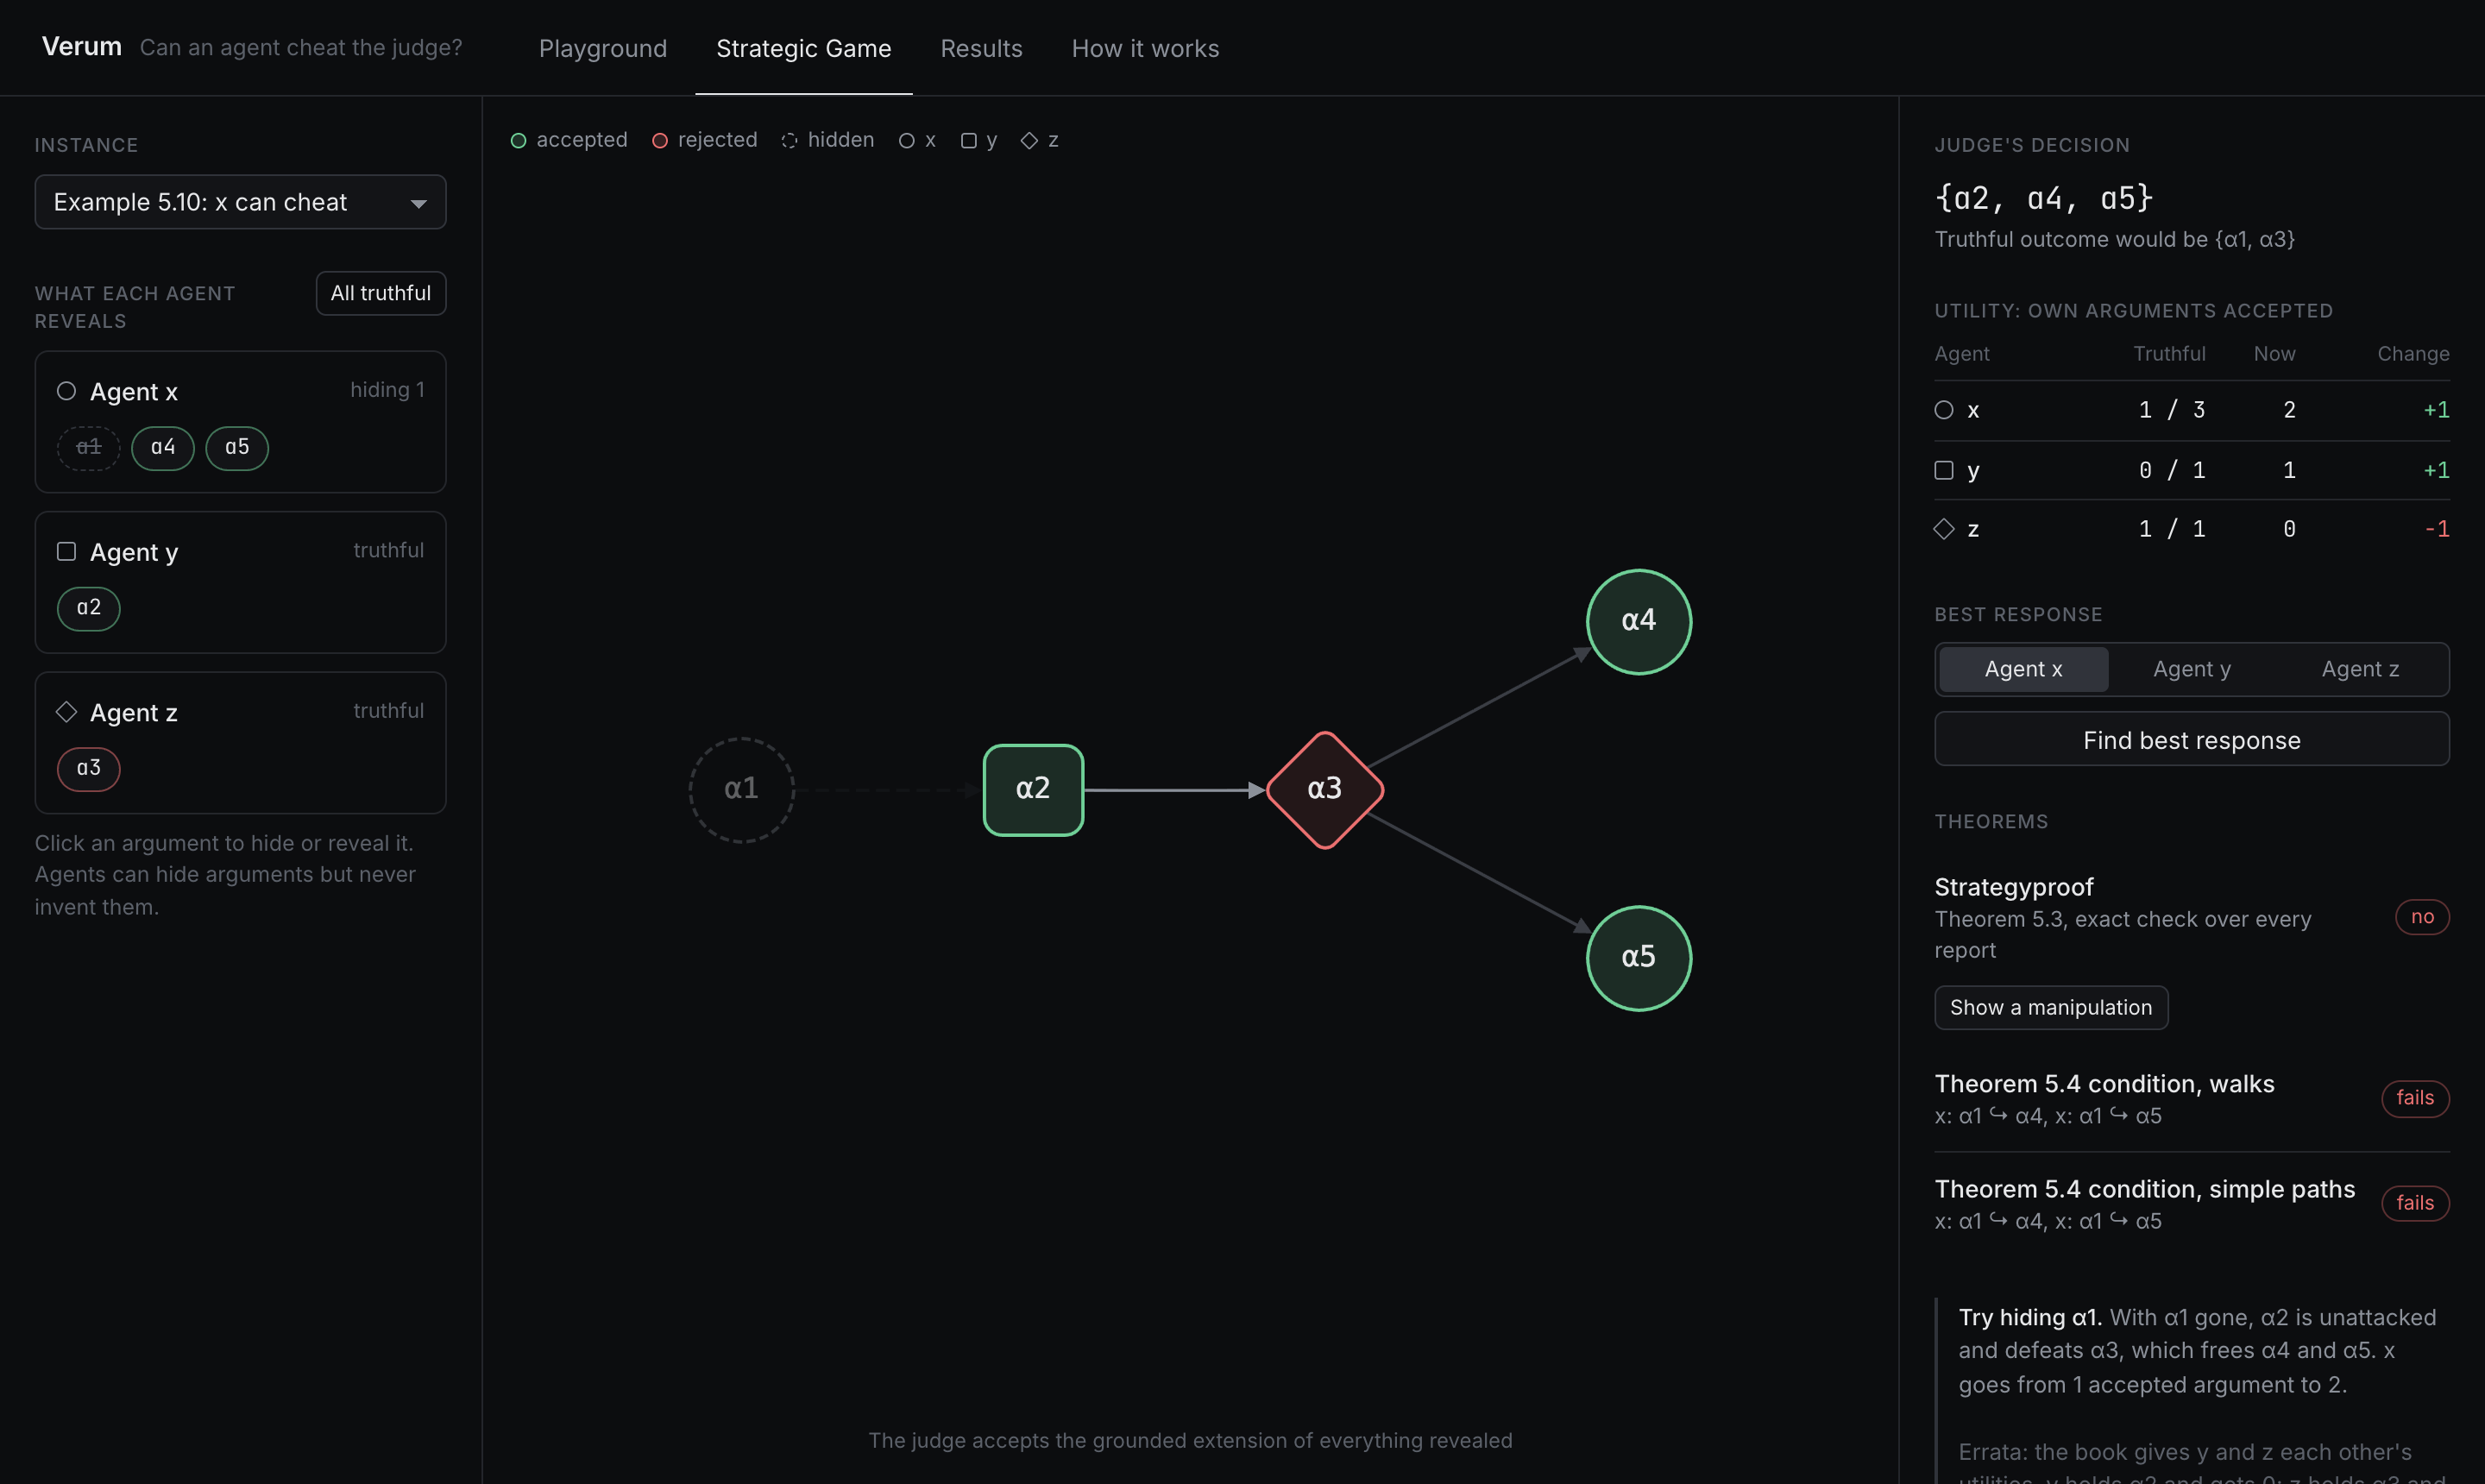 Verum Can an agent cheat the judge? Playground Strategic Game Results How it works
INSTANCE
Example 5.10: x can cheat
WHAT EACH AGENT
REVEALS
All truthful
Agent x hiding 1
α1 α4 α5
Agent y truthful
α2
Agent z truthful
α3
Click an argument to hide or reveal it.
Agents can hide arguments but never
invent them.
accepted rejected hidden x y z
α4
α1 α2 α3
α5
The judge accepts the grounded extension of everything revealed
JUDGE'S DECISION
{α2, α4, α5}
Truthful outcome would be {α1, α3}
UTILITY: OWN ARGUMENTS ACCEPTED
Agent Truthful Now Change
x 1 / 3 2 +1
y 0 / 1 1 +1
z 1 / 1 0 -1
BEST RESPONSE
Agent x Agent y Agent z
Find best response
THEOREMS
Strategyproof
Theorem 5.3, exact check over every
report
no
Show a manipulation
Theorem 5.4 condition, walks
x: α1 ↪ α4, x: α1 ↪ α5
fails
Theorem 5.4 condition, simple paths
x: α1 ↪ α4, x: α1 ↪ α5
fails
Try hiding α1. With α1 gone, α2 is unattacked
and defeats α3, which frees α4 and α5. x
goes from 1 accepted argument to 2.
Errata: the book gives y and z each other's
utilities. y holds α2 and gets 0; z holds α3 and